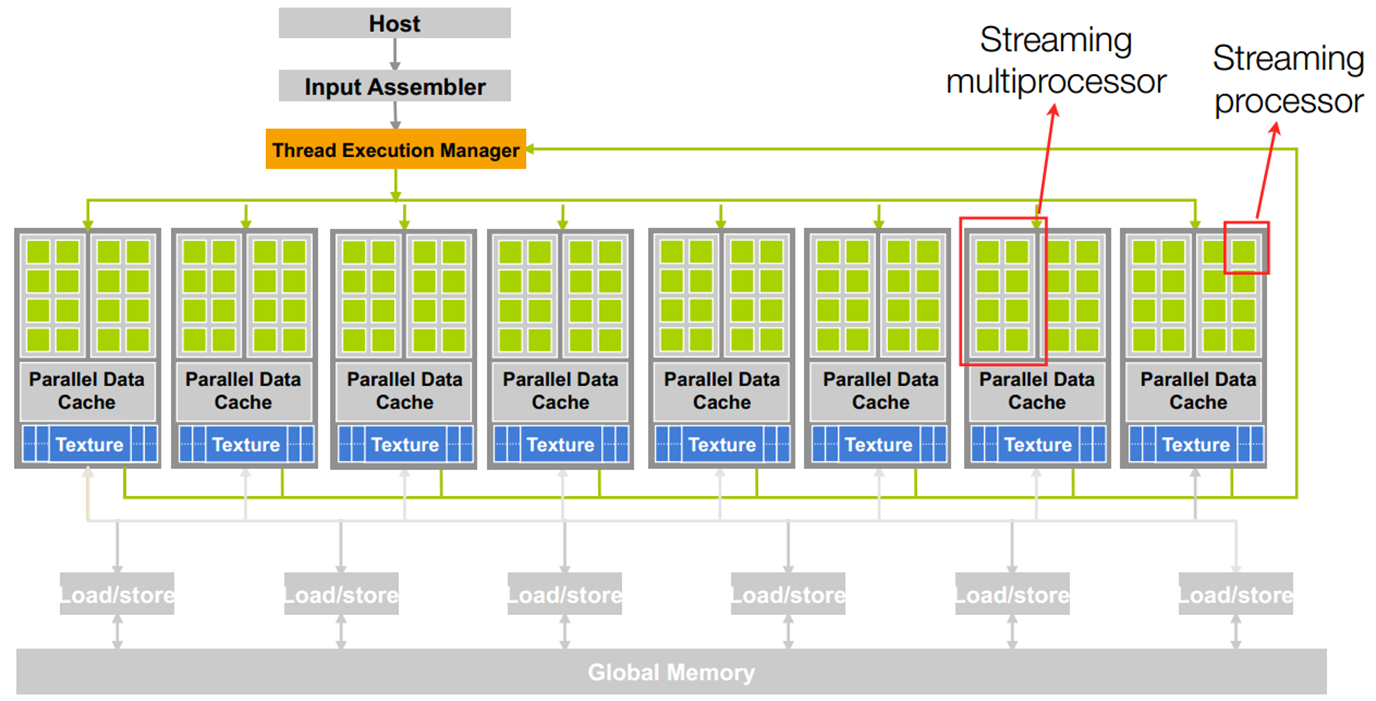 Host
Input Assembler
Thread Execution Manager
Streaming
multiprocessor
Streaming
processor
Parallel Data
Cache
Texture
Parallel Data
Cache
Texture
Parallel Data
Cache
Texture
Parallel Data
Cache
Texture
Parallel Data
Cache
Texture
Parallel Data
Cache
Texture
Parallel Data
Cache
Texture
Parallel Data
Cache
Texture
Load/store
Load/store
Load/store
Load/store
Load/store
Load/store
Global Memory